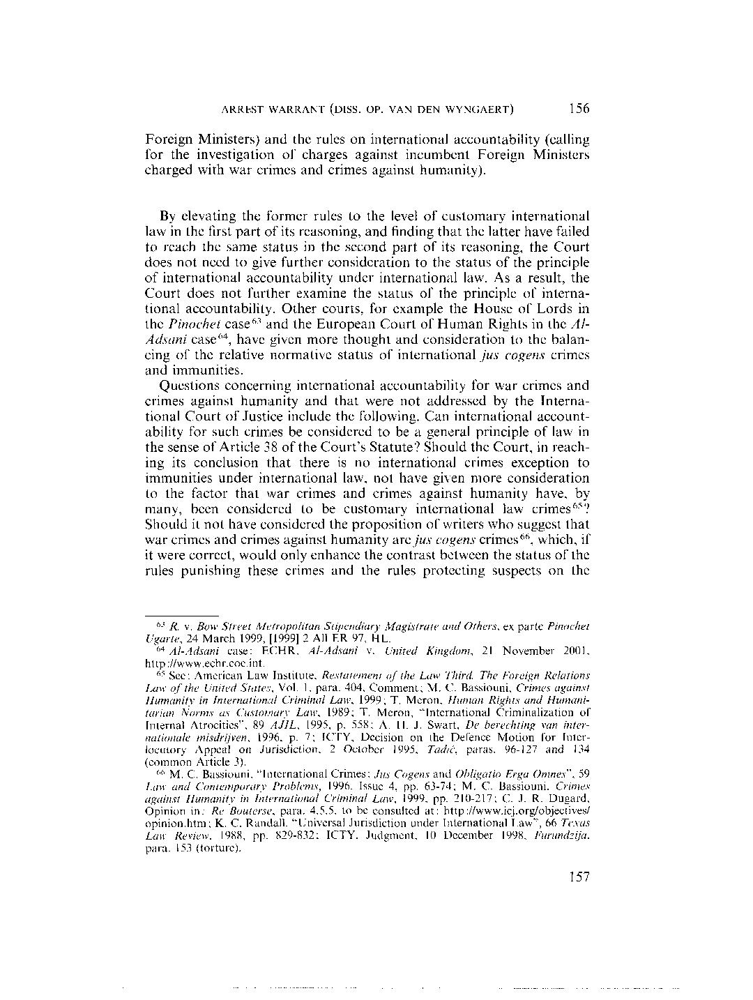 ARREST WARRANT (DISS. OP. VAN DEN WYNGAERT) 156
Foreign Ministers) and the rules on international accountability (calling
for the investigation of charges against incumbent Foreign Ministers
charged with war crimes and crimes against humanity).
By elevating the former rules to the level of customary international
law in the first part of its reasoning, and finding that the latter have failed
to reach the same status in the second part of its reasoning, the Court
does not need to give further consideration to the status of the principle
of international accountability under international law. As a result, the
Court does not further examine the status of the principle of interna-
tional accountability. Other courts, for example the House of Lords in
the Pinochet case63 and the European Court of Human Rights in the Al-
Adsani case64, have given more thought and consideration to the balan-
cing of the relative normative status of international jus cogens crimes
and immunities.
Questions concerning international accountability for war crimes and
crimes against humanity and that were not addressed by the Interna-
tional Court of Justice include the following. Can international account-
ability for such crimes be considered to be a general principle of law in
the sense of Article 38 of the Court's Statute? Should the Court, in reach-
ing its conclusion that there is no international crimes exception to
immunities under international law, not have given more consideration
to the factor that war crimes and crimes against humanity have, by
many, been considered to be customary international law crimes65?
Should it not have considered the proposition of writers who suggest that
war crimes and crimes against humanity are jus cogens crimes66, which, if
it were correct, would only enhance the contrast between the status of the
rules punishing these crimes and the rules protecting suspects on the
63 R. v. Bow Street Metropolitan Stipendiary Magistrate and Others, ex parte Pinochet
Ugarte, 24 March 1999, [1999] 2 All ER 97, HL.
64 Al-Adsani case: ECHR, Al-Adsani v. United Kingdom, 21 November 2001,
http://www.echr.coe.int.
65 See: American Law Institute, Restatement of the Law Third. The Foreign Relations
Law of the United States, Vol. 1, para. 404, Comment; M. C. Bassiouni, Crimes against
Humanity in International Criminal Law, 1999; T. Meron, Human Rights and Humani-
tarian Norms as Customary Law, 1989; T. Meron, "International Criminalization of
Internal Atrocities", 89 AJIL, 1995, p. 558; A. H. J. Swart, De berechting van inter-
nationale misdrijven, 1996, p. 7; ICTY, Decision on the Defence Motion for Inter-
locutory Appeal on Jurisdiction, 2 October 1995, Tadić, paras. 96-127 and 134
(common Article 3).
66 M. C. Bassiouni, "International Crimes: Jus Cogens and Obligatio Erga Omnes", 59
Law and Contemporary Problems, 1996, Issue 4, pp. 63-74; M. C. Bassiouni, Crimes
against Humanity in International Criminal Law, 1999, pp. 210-217; C. J. R. Dugard,
Opinion in: Re Bouterse, para. 4.5.5, to be consulted at: http://www.icj.org/objectives/
opinion.htm; K. C. Randall, "Universal Jurisdiction under International Law", 66 Texas
Law Review, 1988, pp. 829-832; ICTY, Judgment, 10 December 1998, Furundzija,
para. 153 (torture).
157